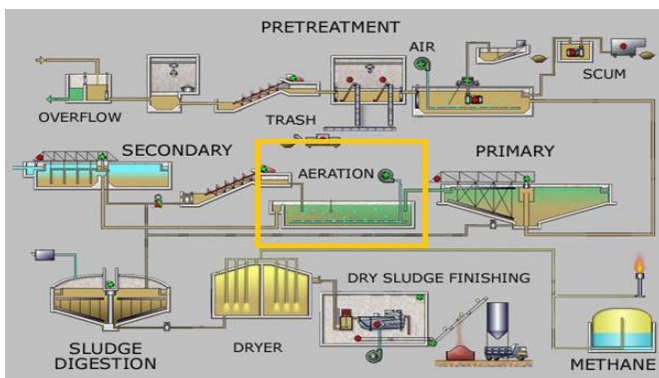 PRETREATMENT
AIR
SCUM
OVERFLOW
TRASH
SECONDARY
AERATION
PRIMARY
DRY SLUDGE FINISHING
SLUDGE
DIGESTION
DRYER
METHANE